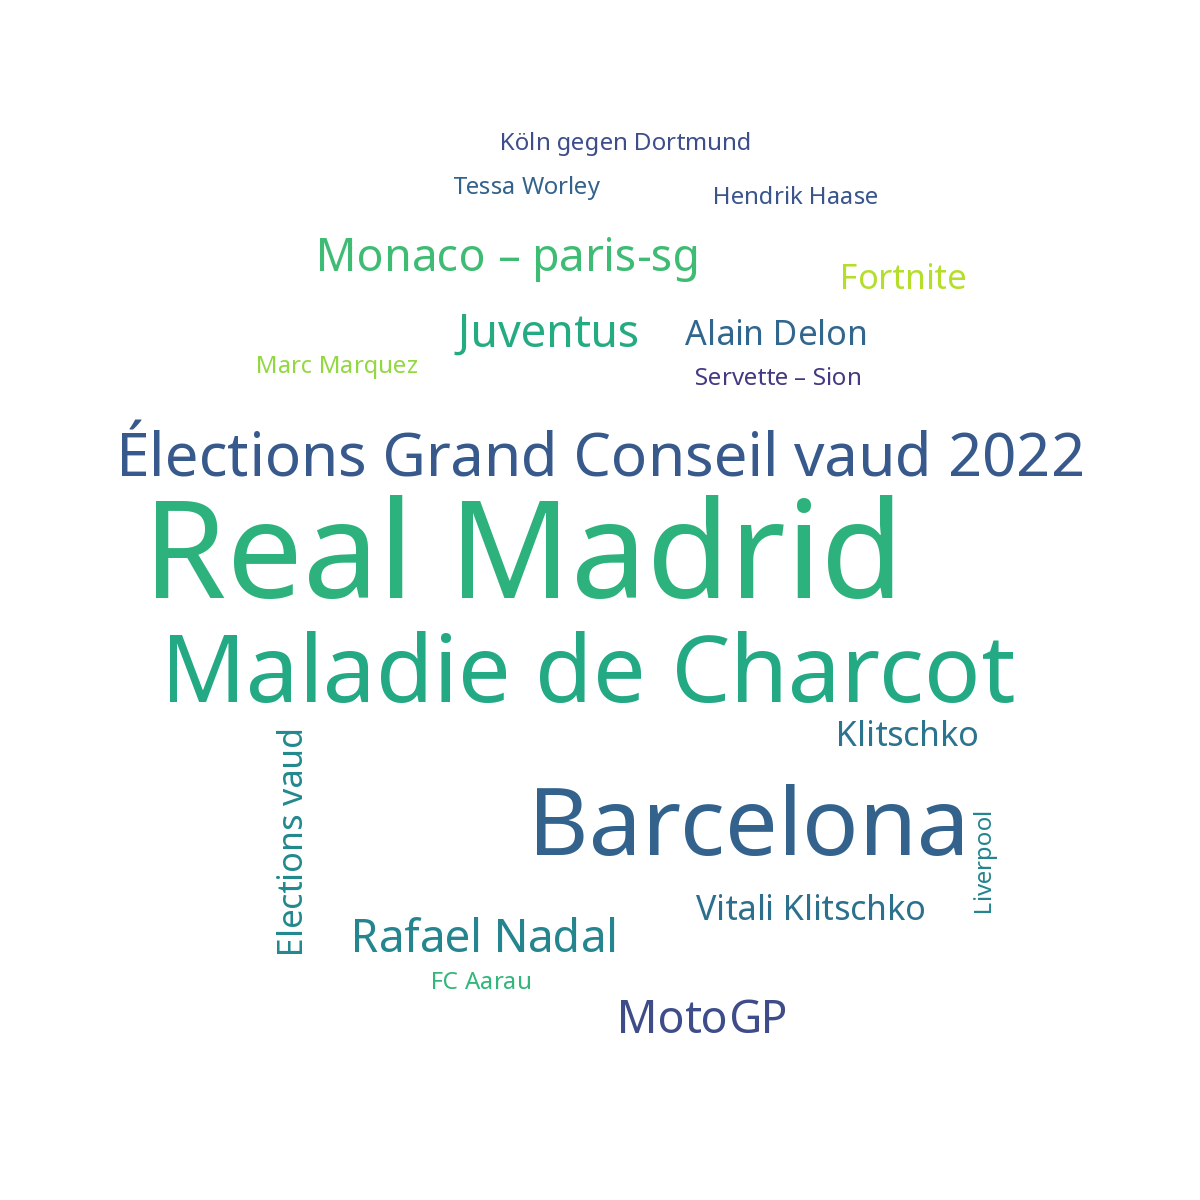 Köln gegen Dortmund
Tessa Worley
Hendrik Haase
Monaco – paris-sg
Fortnite
Juventus
Alain Delon
Marc Marquez
Servette – Sion
Élections Grand Conseil vaud 2022
Real Madrid
Maladie de Charcot
Klitschko
Elections vaud
Barcelona
Liverpool
Vitali Klitschko
Rafael Nadal
FC Aarau
MotoGP